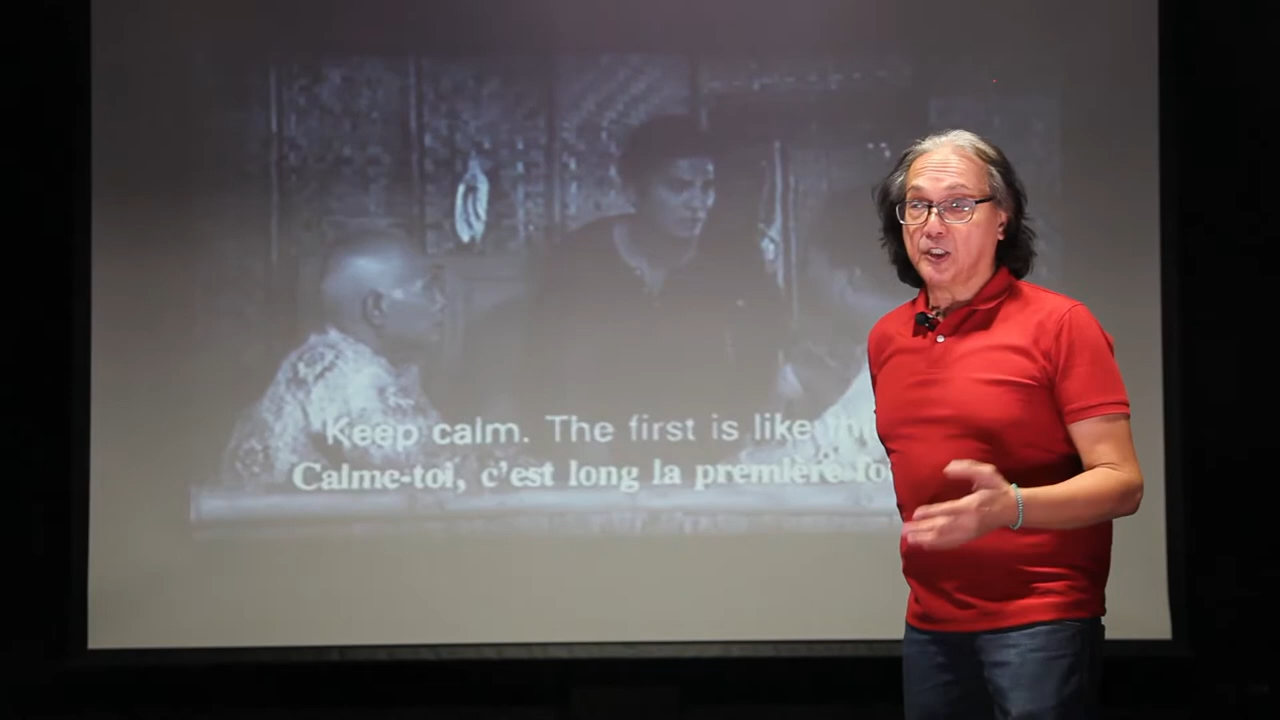 Keep calm. The first is like
Calme-toi, c'est long la première